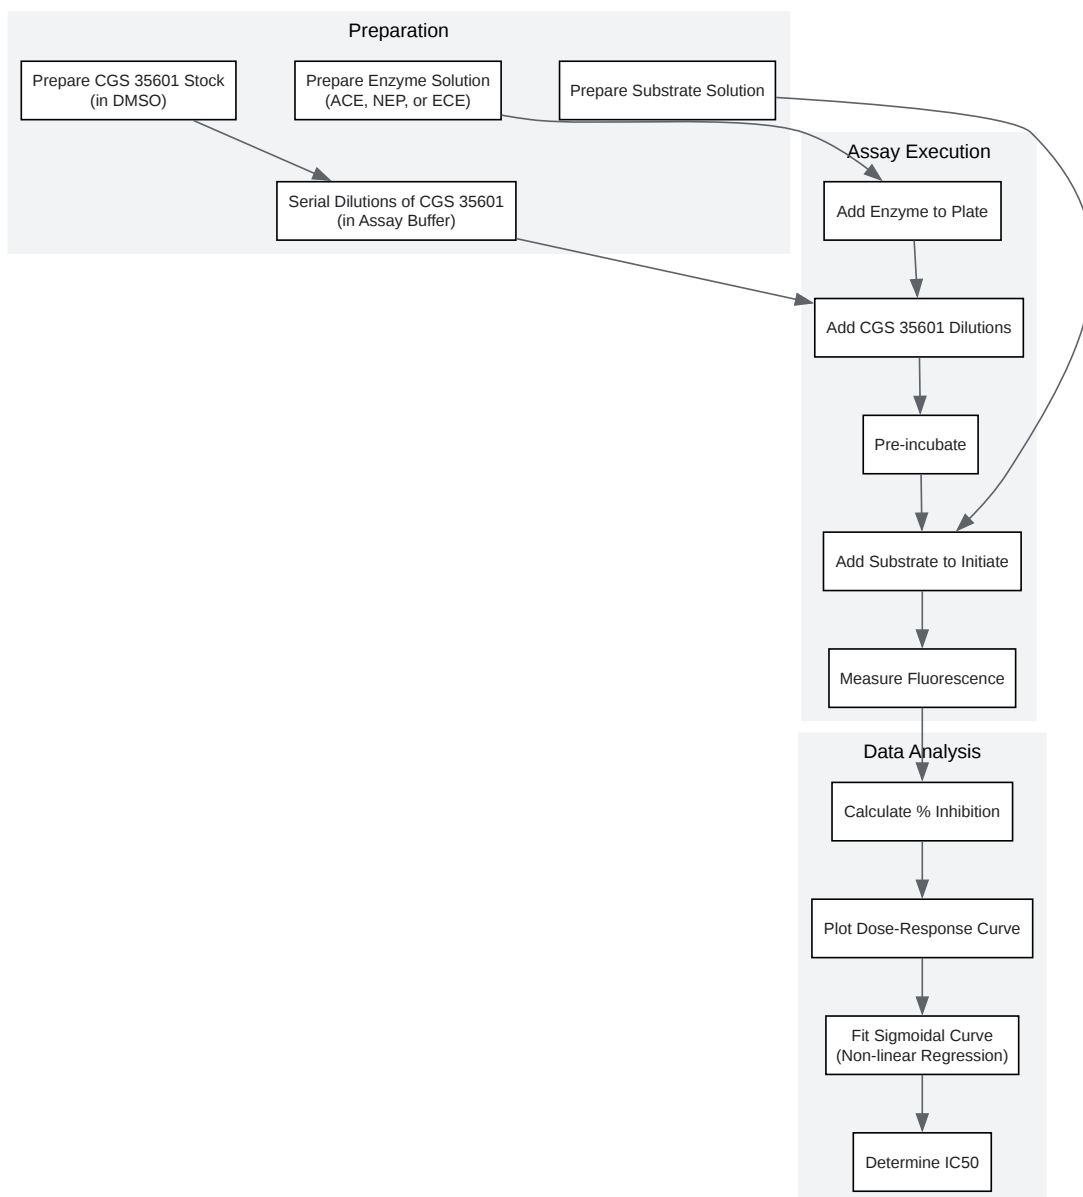 Preparation
Prepare CGS 35601 Stock
(in DMSO)
Prepare Enzyme Solution
(ACE, NEP, or ECE)
Prepare Substrate Solution
Serial Dilutions of CGS 35601
(in Assay Buffer)
Assay Execution
Add Enzyme to Plate
Add CGS 35601 Dilutions
Pre-incubate
Add Substrate to Initiate
Measure Fluorescence
Data Analysis
Calculate % Inhibition
Plot Dose-Response Curve
Fit Sigmoidal Curve
(Non-linear Regression)
Determine IC50